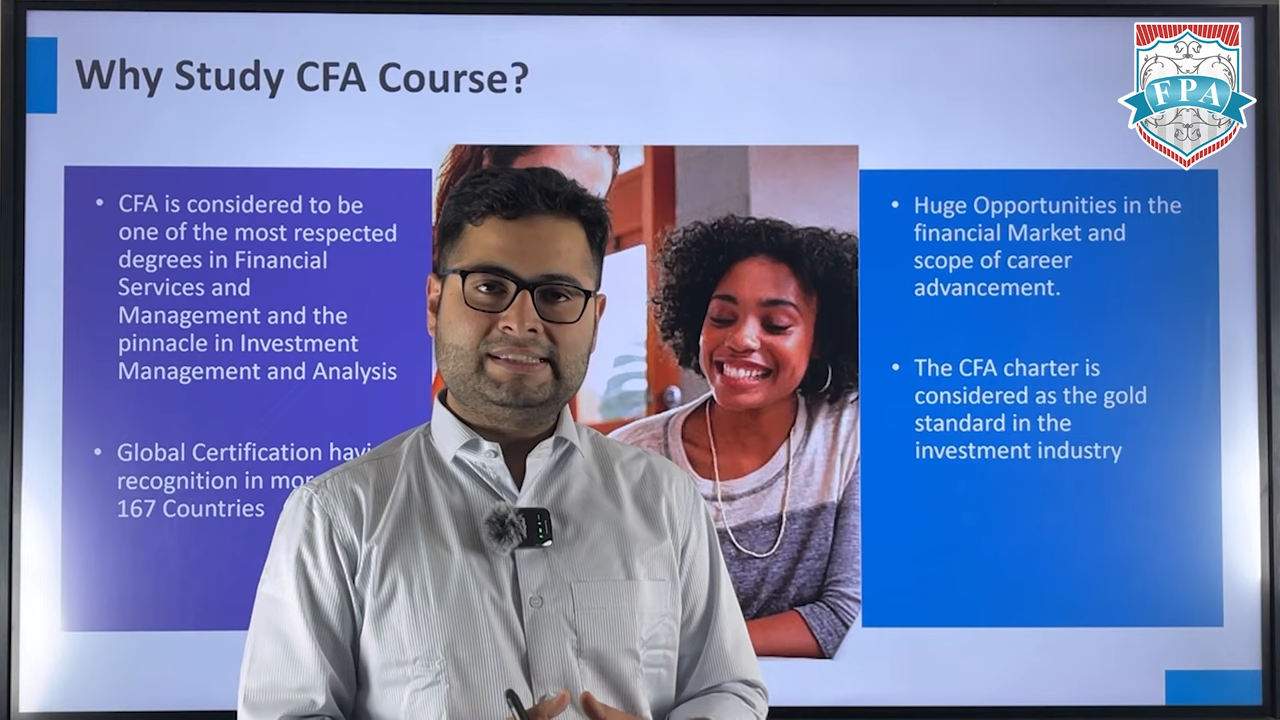 Why Study CFA Course?
FPA
• CFA is considered to be
one of the most respected
degrees in Financial
Services and
Management and the
pinnacle in Investment
Management and Analysis
• Global Certification
recognition in
167 Countries
• Huge Opportunities in the
financial Market and
scope of career
advancement.
• The CFA charter is
considered as the gold
standard in the
investment industry